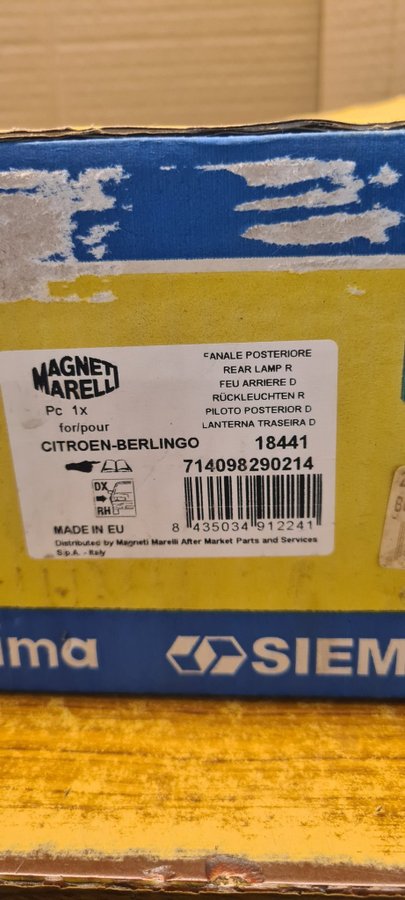 MAGNETI
MARELLI
FANALE POSTERIORE
REAR LAMP R
FEU ARRIERE D
RÜCKLEUCHTEN R
PILOTO POSTERIOR D
LANTERNA TRASEIRA D
Pc 1x
for/pour
CITROEN-BERLINGO 18441
714098290214
DX
RH
8 435034 912241
MADE IN EU
Distributed by Magneti Marelli After Market Parts and Services
S.p.A. - Italy
ima
SIEM